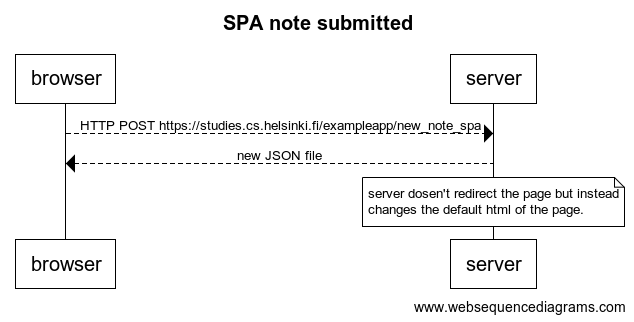 SPA note submitted
browser
server
HTTP POST https://studies.cs.helsinki.fi/exampleapp/new_note_spa
new JSON file
server dosen't redirect the page but instead
changes the default html of the page.
browser
server
www.websequencediagrams.com